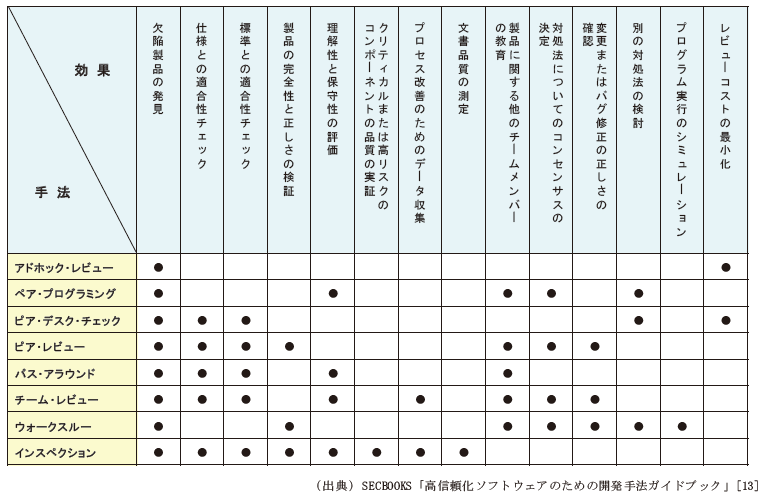 効 果
手 法
欠陥製品の発見
仕様との適合性チェック
標準との適合性チェック
製品の完全性と正しさの検証
理解性と保守性の評価
クリティカルまたは高リスクの
コンポーネントの品質の実証
プロセス改善のためのデータ収集
文書品質の測定
製品に関する他のチームメンバー
の教育
対処法についてのコンセンサスの
決定
変更またはバグ修正の正しさの
確認
別の対処法の検討
プログラム実行のシミュレーション
レビューコストの最小化
アドホック・レビュー ● ●
ペア・プログラミング ● ● ● ● ●
ピア・デスク・チェック ● ● ● ● ●
ピア・レビュー ● ● ● ● ● ● ●
パス・アラウンド ● ● ● ● ●
チーム・レビュー ● ● ● ● ● ● ● ●
ウォークスルー ● ● ● ● ● ● ●
インスペクション ● ● ● ● ● ● ● ●
（出典）SECBOOKS「高信頼化ソフトウェアのための開発手法ガイドブック」[13]